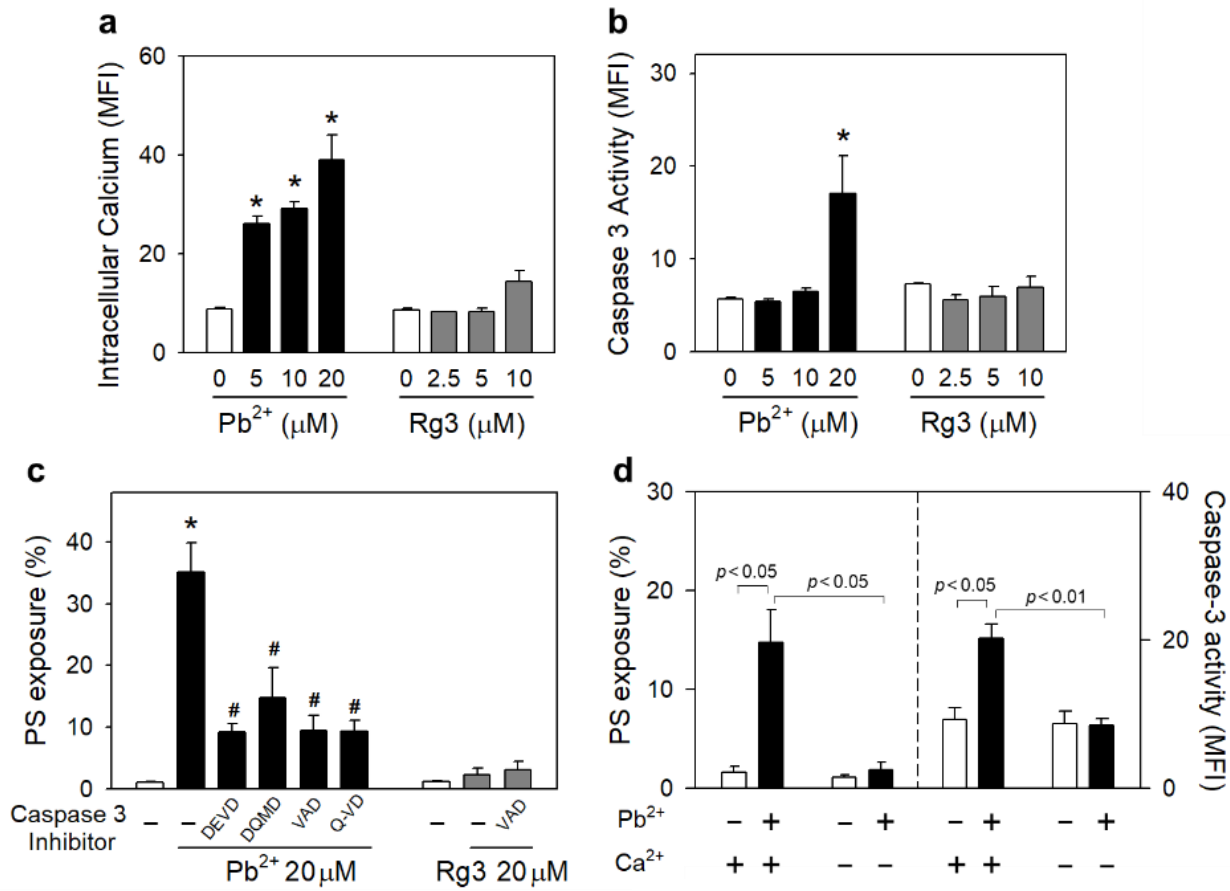 a
Intracellular Calcium (MFI)
60
40
20
0
*
*
*
0 5 10 20 0 2.5 5 10
Pb²⁺ (μM) Rg3 (μM)
b
Caspase 3 Activity (MFI)
30
20
10
0
*
0 5 10 20 0 2.5 5 10
Pb²⁺ (μM) Rg3 (μM)
c
PS exposure (%)
40
30
20
10
0
*
# # # #
Caspase 3
Inhibitor
– – DEVD DQMD VAD Q-VD – – VAD
Pb²⁺ 20 μM Rg3 20 μM
d
PS exposure (%)
30
20
10
0
p < 0.05 p < 0.05 p < 0.05 p < 0.01
40
20
0
Caspase-3 activity
(MFI)
Pb²⁺ – + – + – + – +
Ca²⁺ + + – – + + – –